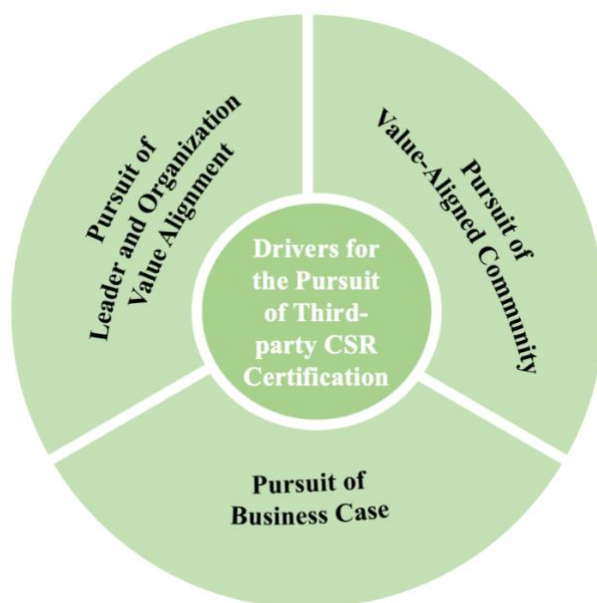 Pursuit of
Leader and Organization
Value Alignment
Pursuit of
Value-Aligned Community
Drivers for
the Pursuit
of Third-
party CSR
Certification
Pursuit of
Business Case